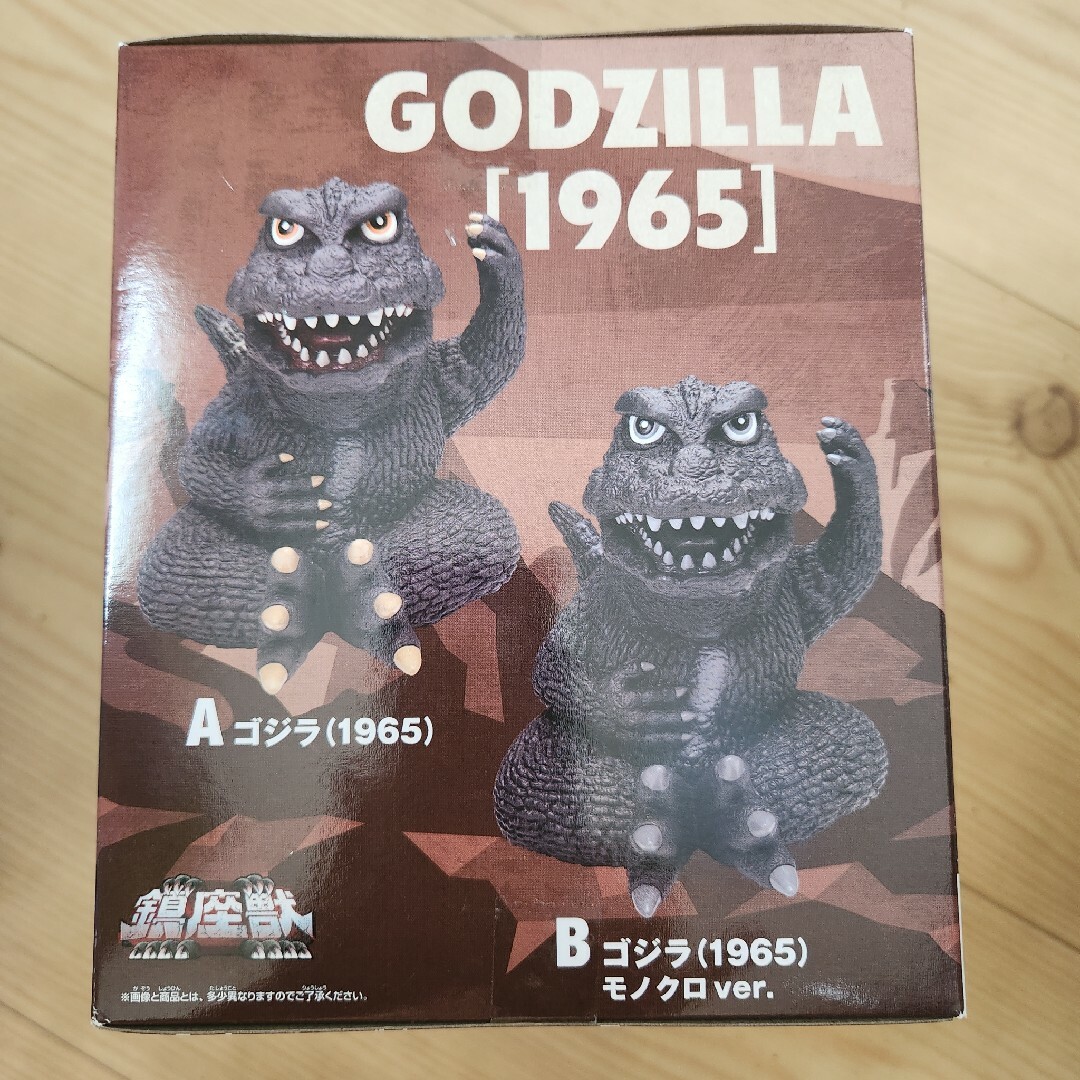 GODZILLA
[1965]
A ゴジラ(1965)
B ゴジラ(1965)
モノクロ ver.
鎮座獣
※画像と商品とは、多少異なりますのでご了承ください。